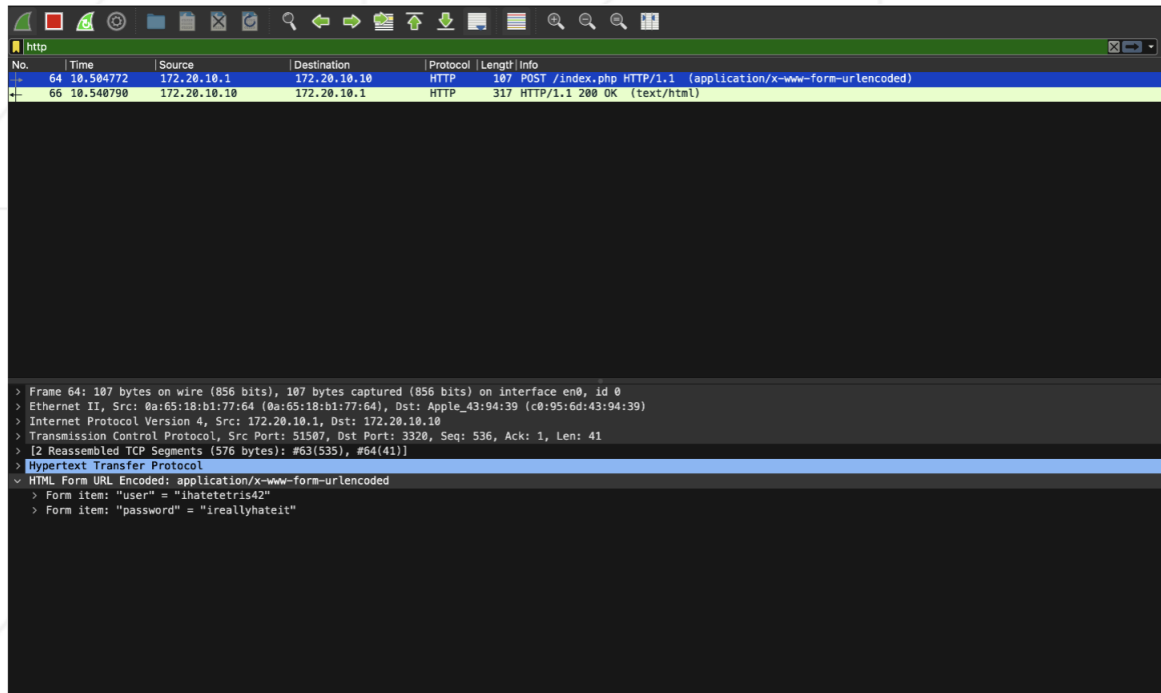 http
No. Time Source Destination Protocol Length Info
64 10.504772 172.20.10.1 172.20.10.10 HTTP 107 POST /index.php HTTP/1.1 (application/x-www-form-urlencoded)
66 10.540790 172.20.10.10 172.20.10.1 HTTP 317 HTTP/1.1 200 OK (text/html)
> Frame 64: 107 bytes on wire (856 bits), 107 bytes captured (856 bits) on interface en0, id 0
> Ethernet II, Src: 0a:65:18:b1:77:64 (0a:65:18:b1:77:64), Dst: Apple_43:94:39 (c0:95:6d:43:94:39)
> Internet Protocol Version 4, Src: 172.20.10.1, Dst: 172.20.10.10
> Transmission Control Protocol, Src Port: 51507, Dst Port: 3320, Seq: 536, Ack: 1, Len: 41
> [2 Reassembled TCP Segments (576 bytes): #63(535), #64(41)]
> Hypertext Transfer Protocol
HTML Form URL Encoded: application/x-www-form-urlencoded
> Form item: "user" = "ihatetetris42"
> Form item: "password" = "ireallyhateit"